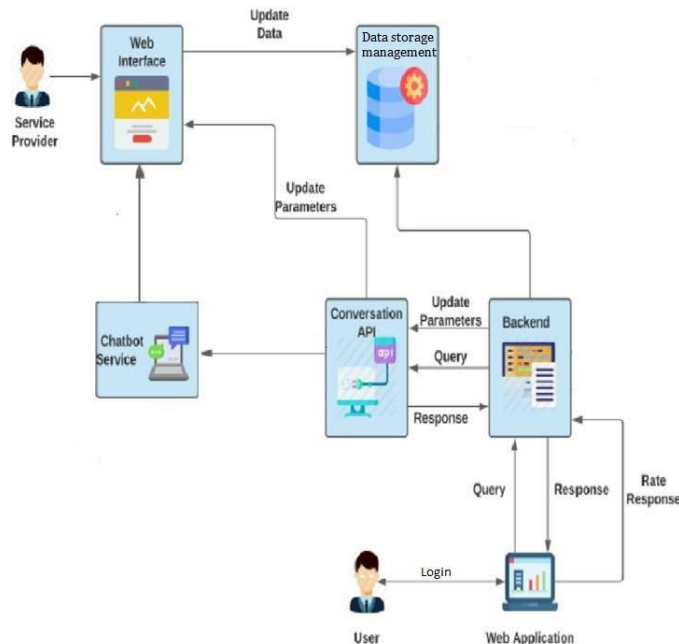 Update
Data
Web
Interface
Data storage
management
Service
Provider
Update
Parameters
Conversation
API
api
Update
Parameters
Backend
Chatbot
Service
Query
Response
Query
Response
Rate
Response
Login
User
Web Application